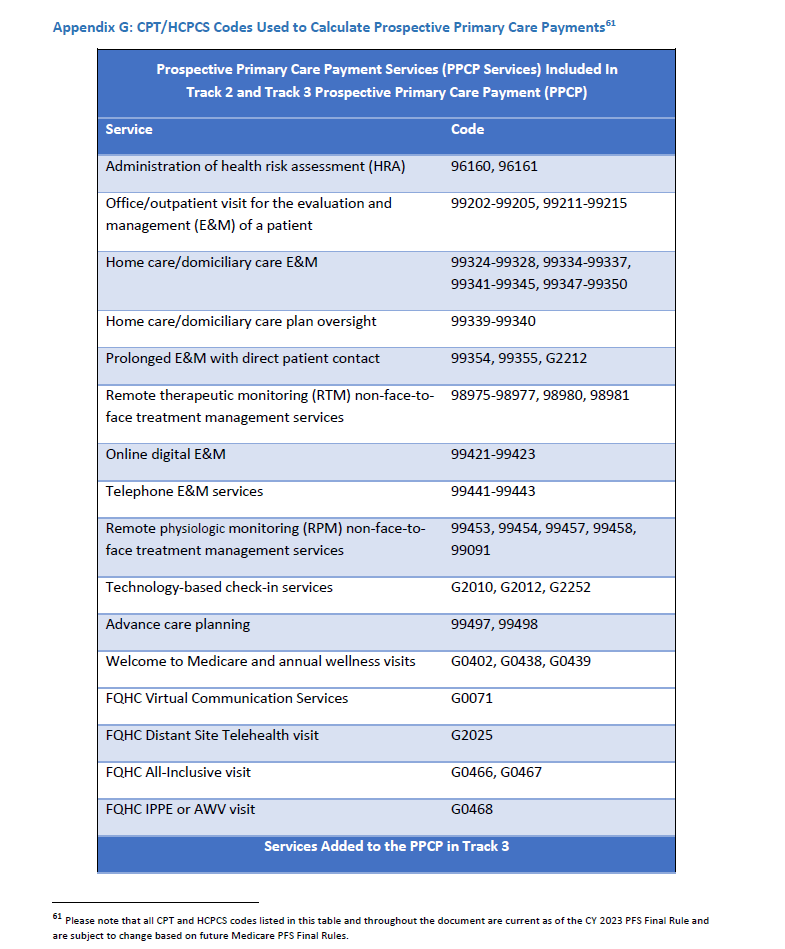 Appendix G: CPT/HCPCS Codes Used to Calculate Prospective Primary Care Payments61
Prospective Primary Care Payment Services (PPCP Services) Included In
Track 2 and Track 3 Prospective Primary Care Payment (PPCP)
Service Code
Administration of health risk assessment (HRA) 96160, 96161
Office/outpatient visit for the evaluation and 99202-99205, 99211-99215
management (E&M) of a patient
Home care/domiciliary care E&M 99324-99328, 99334-99337,
99341-99345, 99347-99350
Home care/domiciliary care plan oversight 99339-99340
Prolonged E&M with direct patient contact 99354, 99355, G2212
Remote therapeutic monitoring (RTM) non-face-to- 98975-98977, 98980, 98981
face treatment management services
Online digital E&M 99421-99423
Telephone E&M services 99441-99443
Remote physiologic monitoring (RPM) non-face-to- 99453, 99454, 99457, 99458,
face treatment management services 99091
Technology-based check-in services G2010, G2012, G2252
Advance care planning 99497, 99498
Welcome to Medicare and annual wellness visits G0402, G0438, G0439
FQHC Virtual Communication Services G0071
FQHC Distant Site Telehealth visit G2025
FQHC All-Inclusive visit G0466, G0467
FQHC IPPE or AWV visit G0468
Services Added to the PPCP in Track 3
61 Please note that all CPT and HCPCS codes listed in this table and throughout the document are current as of the CY 2023 PFS Final Rule and
are subject to change based on future Medicare PFS Final Rules.